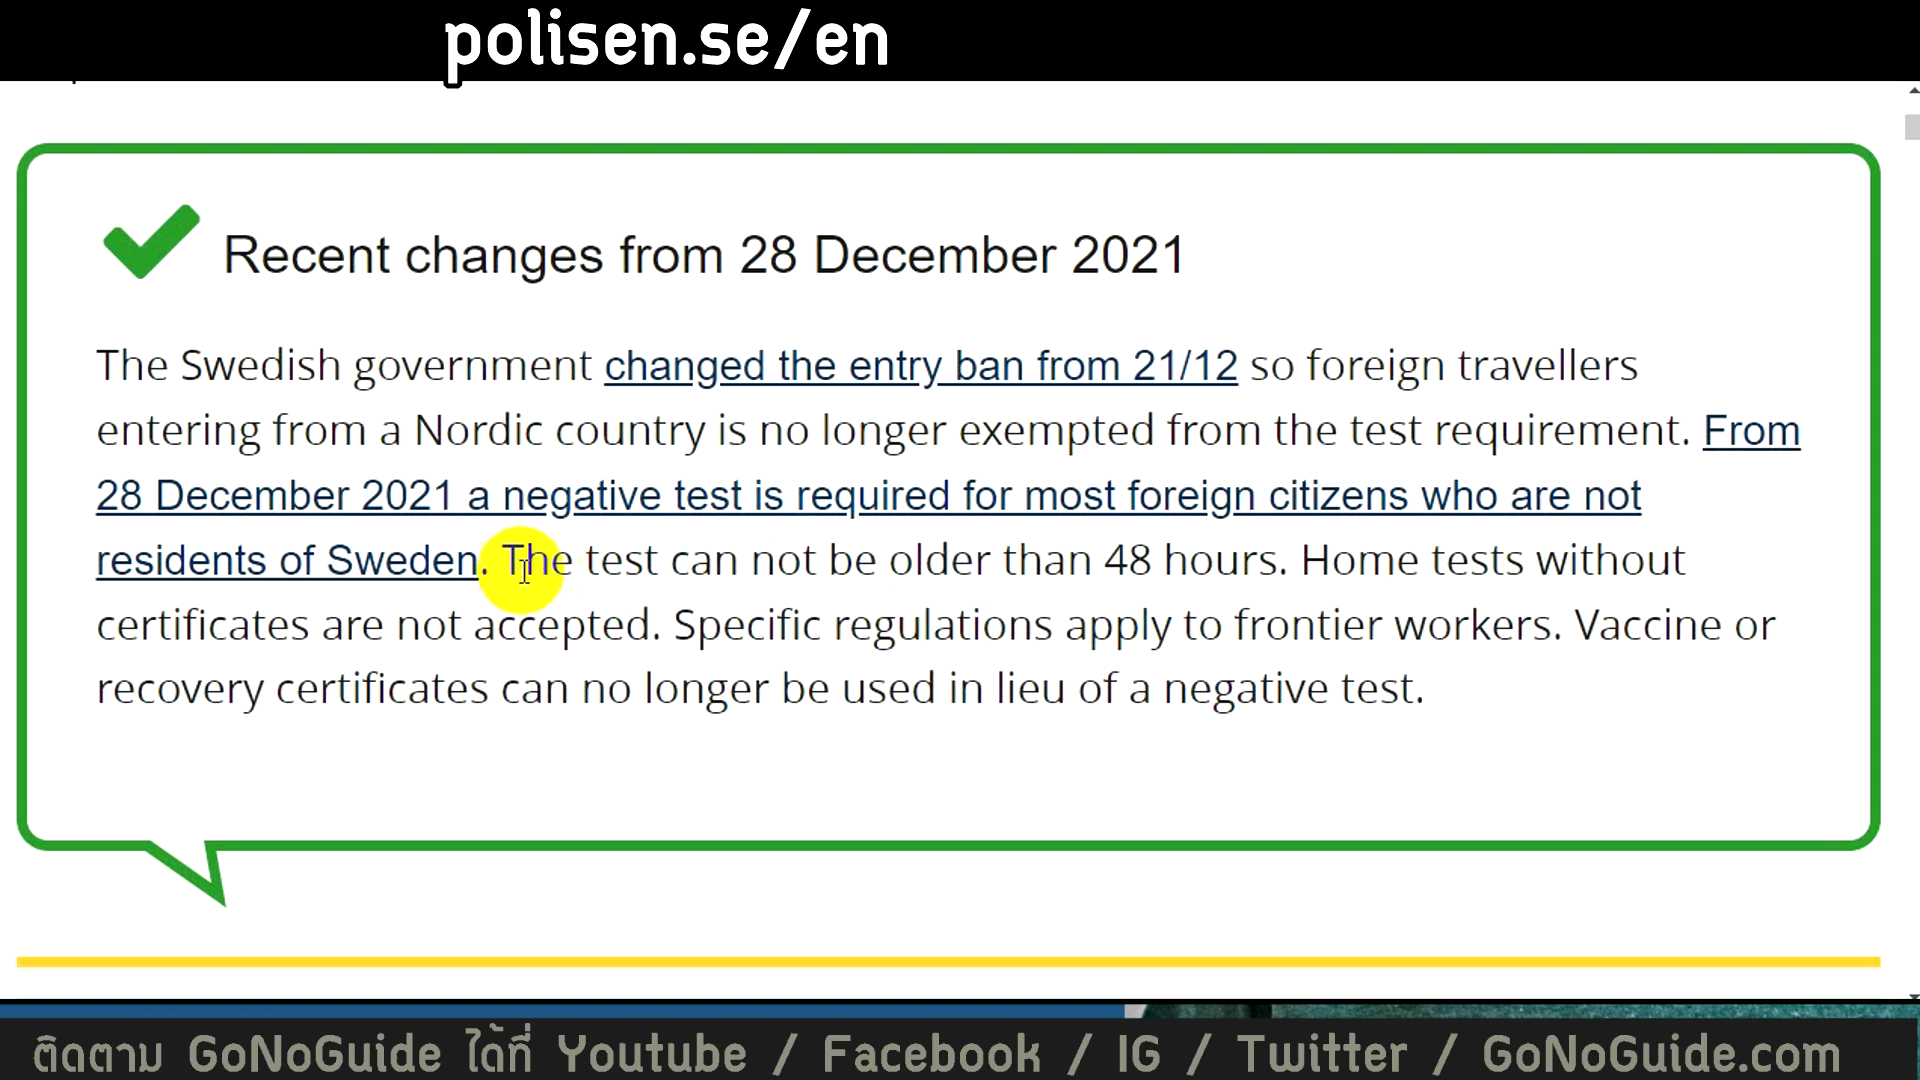 polisen.se/en
Recent changes from 28 December 2021
The Swedish government changed the entry ban from 21/12 so foreign travellers
entering from a Nordic country is no longer exempted from the test requirement. From
28 December 2021 a negative test is required for most foreign citizens who are not
residents of Sweden. The test can not be older than 48 hours. Home tests without
certificates are not accepted. Specific regulations apply to frontier workers. Vaccine or
recovery certificates can no longer be used in lieu of a negative test.
ติดตาม GoNoGuide ได้ที่ Youtube / Facebook / IG / Twitter / GoNoGuide.com